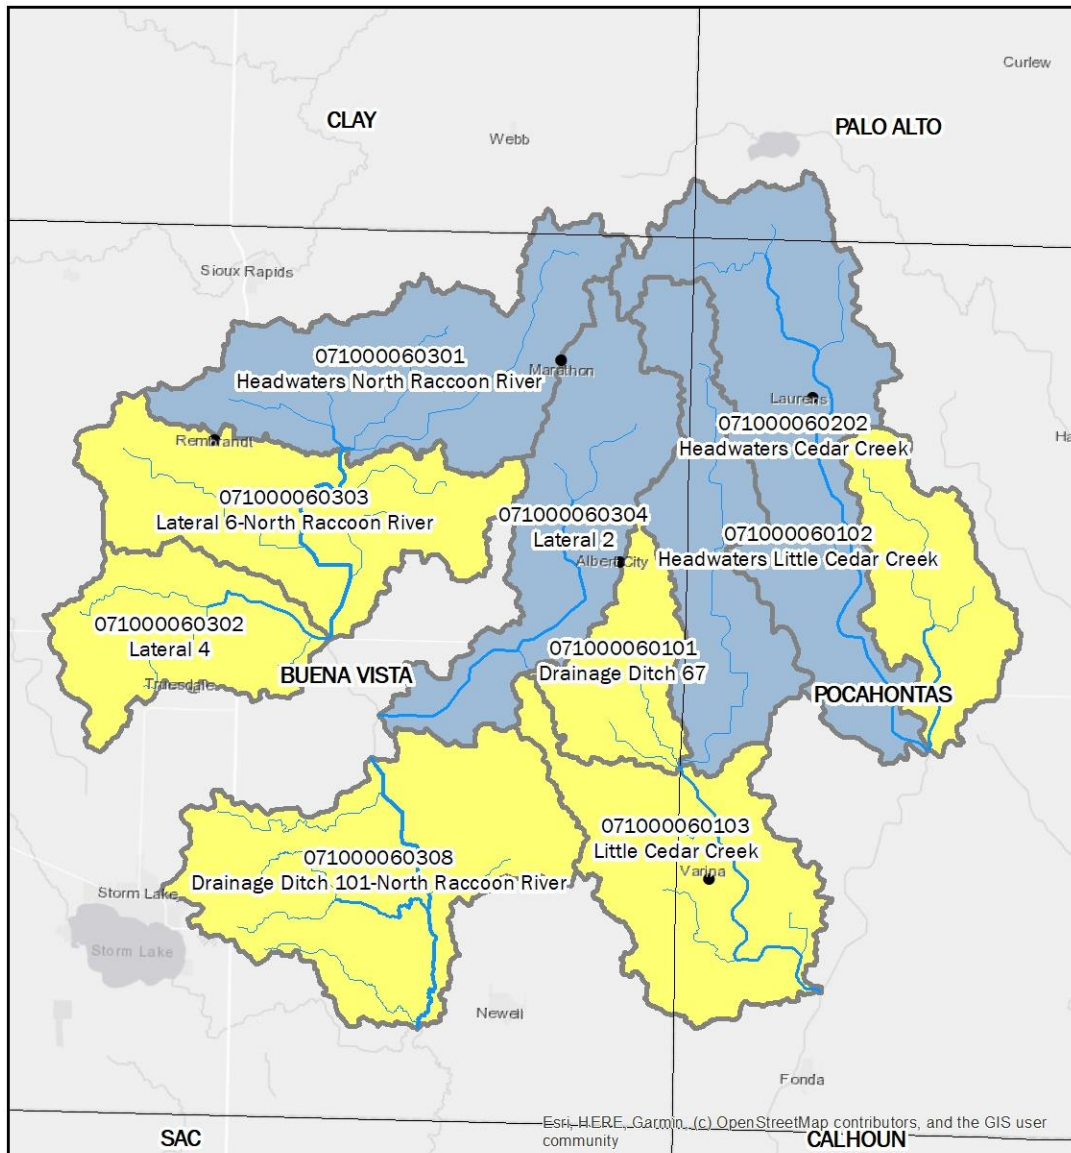 Curlew
CLAY
PALO ALTO
Webb
Sioux Rapids
071000060301
Headwaters North Raccoon River
Marathon
Laurens
071000060202
Headwaters Cedar Creek
Rembrandt
Ha
071000060303
Lateral 6-North Raccoon River
071000060304
Lateral 2
Albert City
071000060102
Headwaters Little Cedar Creek
071000060302
Lateral 4
Truesdale
BUENA VISTA
071000060101
Drainage Ditch 67
POCAHONTAS
071000060103
Little Cedar Creek
Varina
071000060308
Drainage Ditch 101-North Raccoon River
Storm Lake
Storm Lake
Newell
Fonda
Esri, HERE, Garmin, (c) OpenStreetMap contributors, and the GIS user
community
SAC
CALHOUN